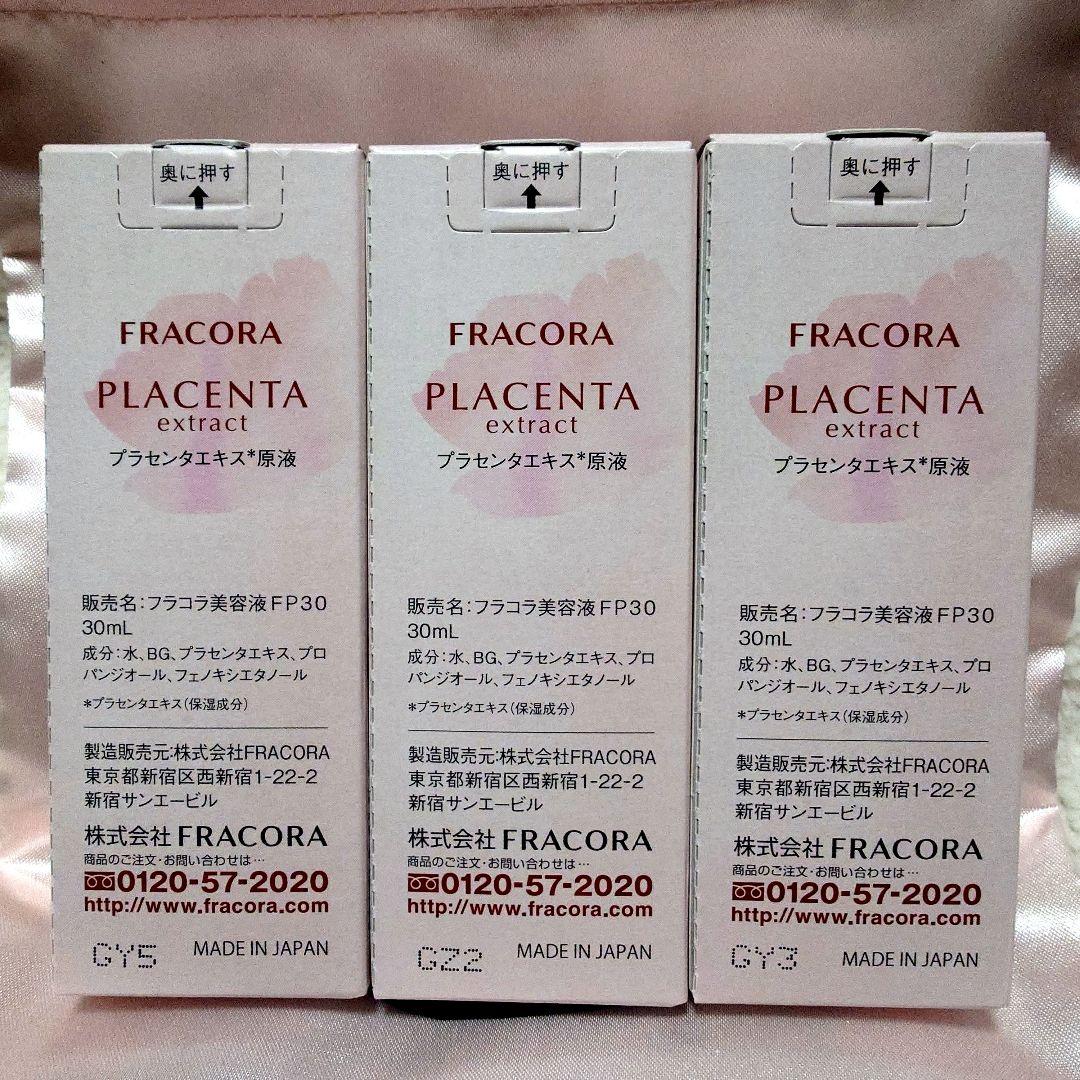 奥に押す
FRACORA
PLACENTA
extract
プラセンタエキス*原液
販売名:フラコラ美容液FP30
30mL
成分:水、BG、プラセンタエキス、プロ
パンジオール、フェノキシエタノール
*プラセンタエキス(保湿成分)
製造販売元:株式会社FRACORA
東京都新宿区西新宿1-22-2
新宿サンエービル
株式会社 FRACORA
商品のご注文・お問い合わせは…
0120-57-2020
http://www.fracora.com
GY5 MADE IN JAPAN
奥に押す
FRACORA
PLACENTA
extract
プラセンタエキス*原液
販売名:フラコラ美容液FP30
30mL
成分:水、BG、プラセンタエキス、プロ
パンジオール、フェノキシエタノール
*プラセンタエキス(保湿成分)
製造販売元:株式会社FRACORA
東京都新宿区西新宿1-22-2
新宿サンエービル
株式会社 FRACORA
商品のご注文・お問い合わせは…
0120-57-2020
http://www.fracora.com
GZ2 MADE IN JAPAN
奥に押す
FRACORA
PLACENTA
extract
プラセンタエキス*原液
販売名:フラコラ美容液FP30
30mL
成分:水、BG、プラセンタエキス、プロ
パンジオール、フェノキシエタノール
*プラセンタエキス(保湿成分)
製造販売元:株式会社FRACORA
東京都新宿区西新宿1-22-2
新宿サンエービル
株式会社 FRACORA
商品のご注文・お問い合わせは…
0120-57-2020
http://www.fracora.com
GY3 MADE IN JAPAN